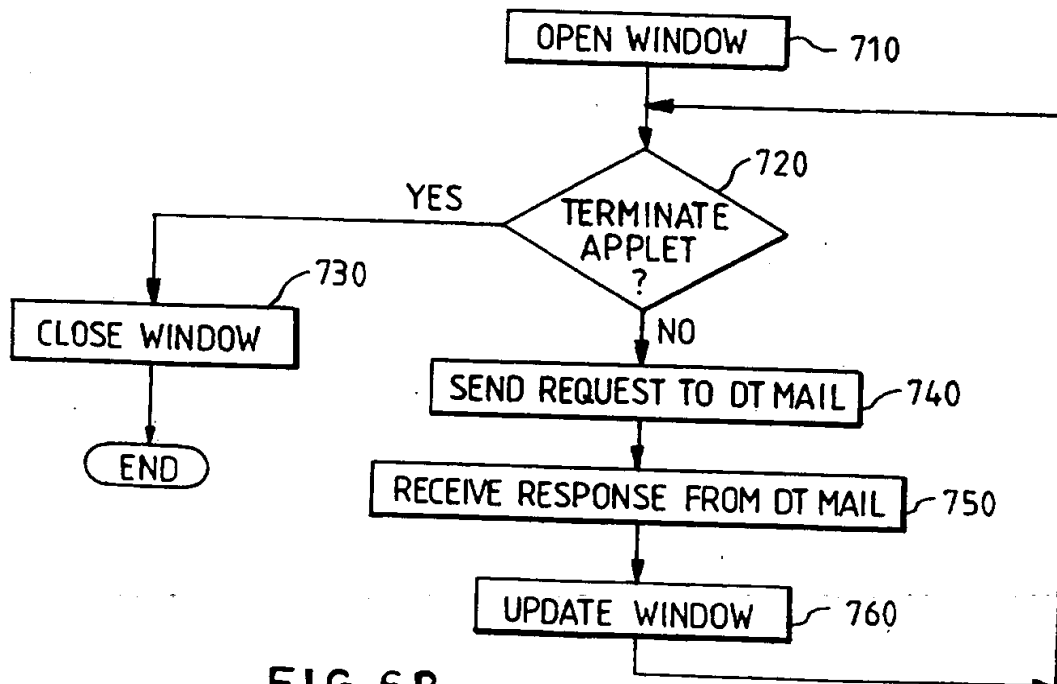 OPEN WINDOW
710
720
YES
TERMINATE
APPLET
?
730
NO
CLOSE WINDOW
SEND REQUEST TO DT MAIL
740
END
RECEIVE RESPONSE FROM DT MAIL
750
UPDATE WINDOW
760